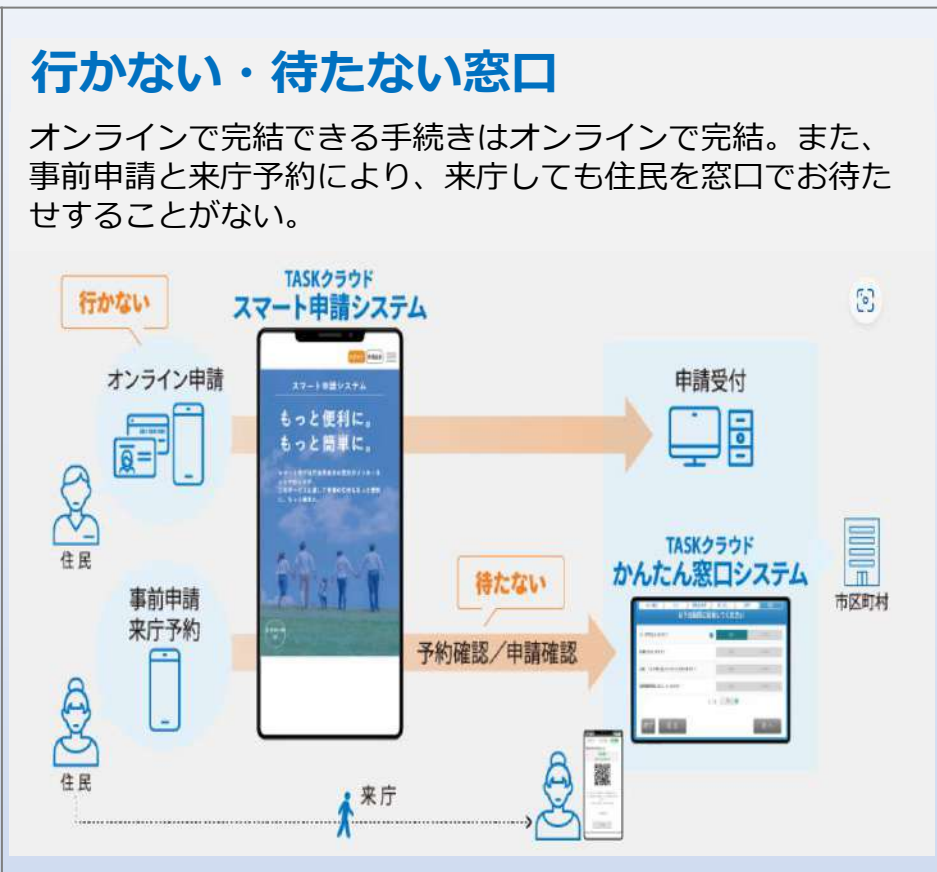 行かない・待たない窓口
オンラインで完結できる手続きはオンラインで完結。また、
事前申請と来庁予約により、来庁しても住民を窓口でお待た
せすることがない。
行かない
TASKクラウド
スマート申請システム
オンライン申請
スマート申請システム
もっと便利に。
もっと簡単に。
申請受付
住民
TASKクラウド
かんたん窓口システム
市区町村
待たない
事前申請
来庁予約
予約確認／申請確認
住民
来庁